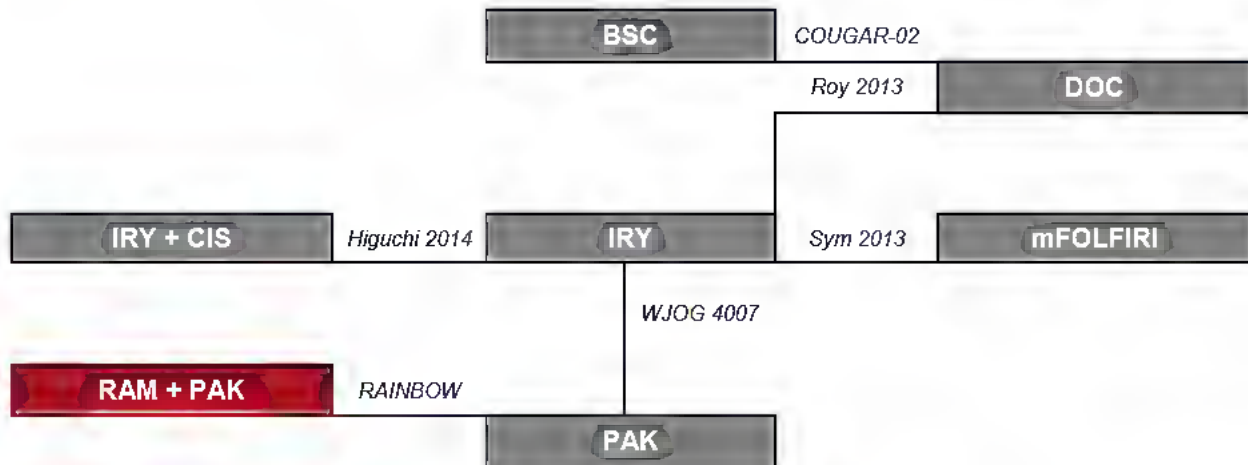 BSC COUGAR-02
Roy 2013 DOC
IRY + CIS Higuchi 2014 IRY Sym 2013 mFOLFIRI
WJOG 4007
RAM + PAK RAINBOW
PAK